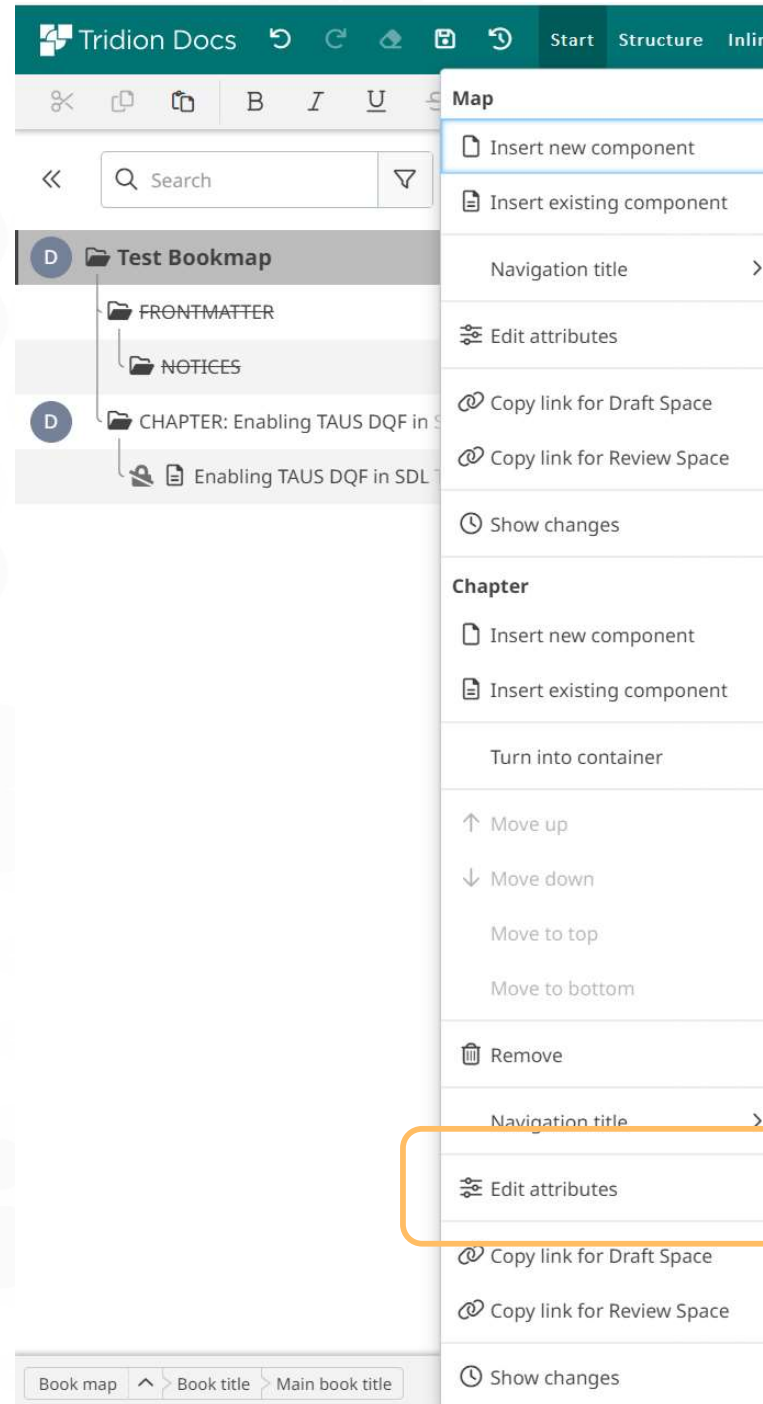 Tridion Docs Start Structure Inlin
B I U S
Search
D Test Bookmap
FRONTMATTER
NOTICES
D CHAPTER: Enabling TAUS DQF in S
Enabling TAUS DQF in SDL T
Map
Insert new component
Insert existing component
Navigation title
Edit attributes
Copy link for Draft Space
Copy link for Review Space
Show changes
Chapter
Insert new component
Insert existing component
Turn into container
Move up
Move down
Move to top
Move to bottom
Remove
Navigation title
Edit attributes
Copy link for Draft Space
Copy link for Review Space
Show changes
Book map Book title Main book title